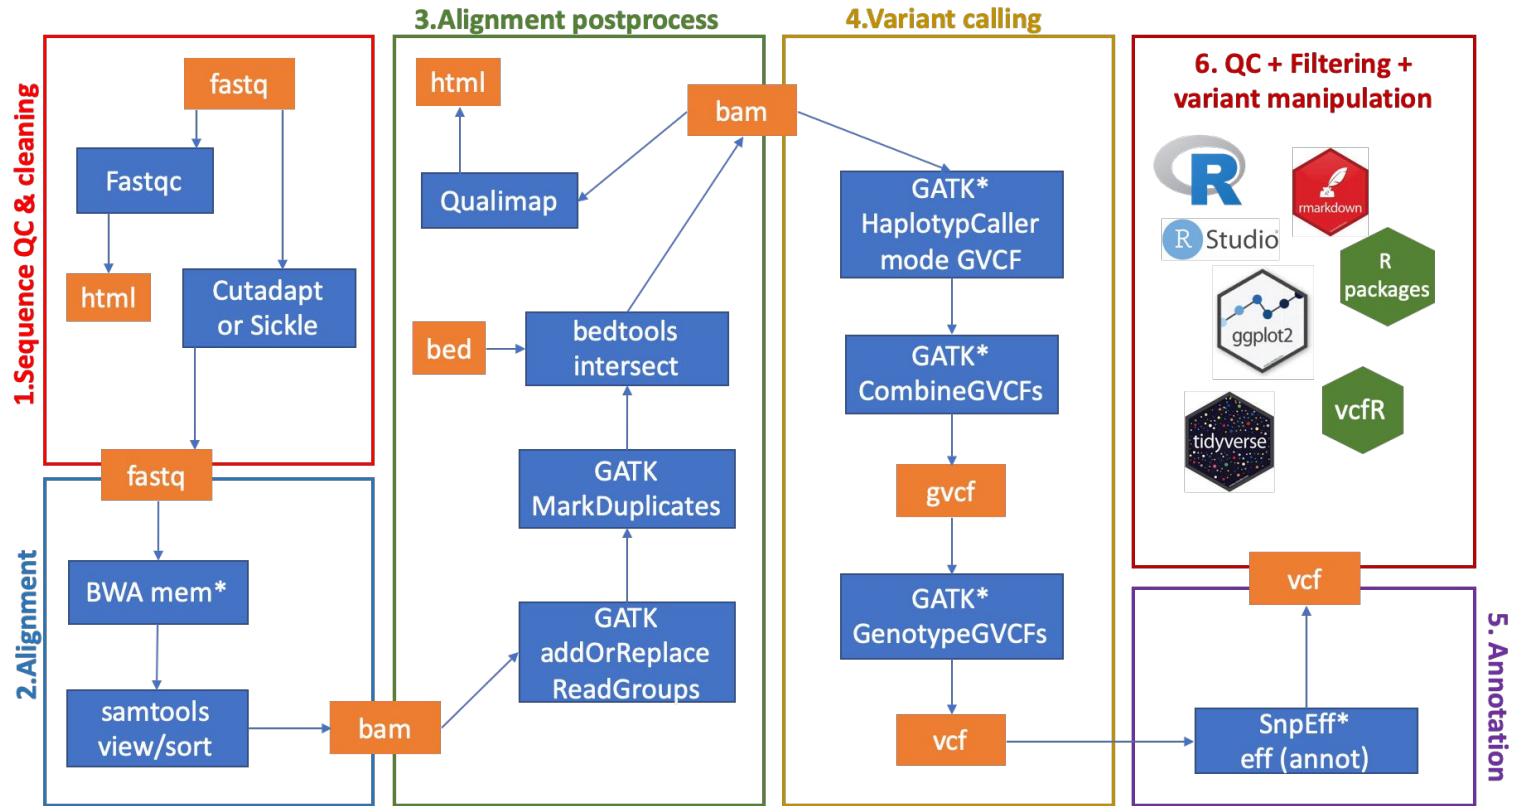 1.Sequence QC & cleaning
fastq
Fastqc
html
Cutadapt
or Sickle
fastq
2.Alignment
BWA mem*
samtools
view/sort
bam
3.Alignment postprocess
html
bam
Qualimap
bed
bedtools
intersect
GATK
MarkDuplicates
GATK
addOrReplace
ReadGroups
4.Variant calling
GATK*
HaplotypCaller
mode GVCF
GATK*
CombineGVCFs
gvcf
GATK*
GenotypeGVCFs
vcf
5. Annotation
SnpEff*
eff (annot)
vcf
6. QC + Filtering +
variant manipulation
R
rmarkdown
R Studio
R
packages
ggplot2
vcfR
tidyverse